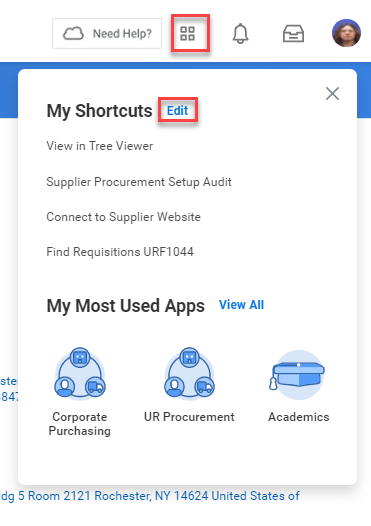 Need Help?
My Shortcuts Edit
View in Tree Viewer
Supplier Procurement Setup Audit
Connect to Supplier Website
Find Requisitions URF1044
My Most Used Apps View All
Corporate
Purchasing
UR Procurement
Academics
dg 5 Room 2121 Rochester, NY 14624 United States of